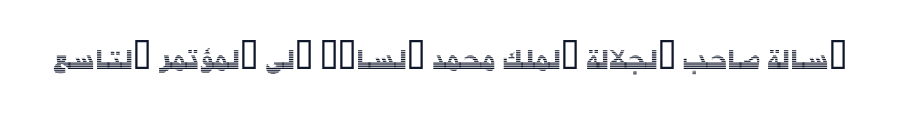 ▯سالة صاحب ▯لجلالة ▯لملك محمد ▯لسا▯▯ ▯لى ▯لمؤتمر ▯لتاسع